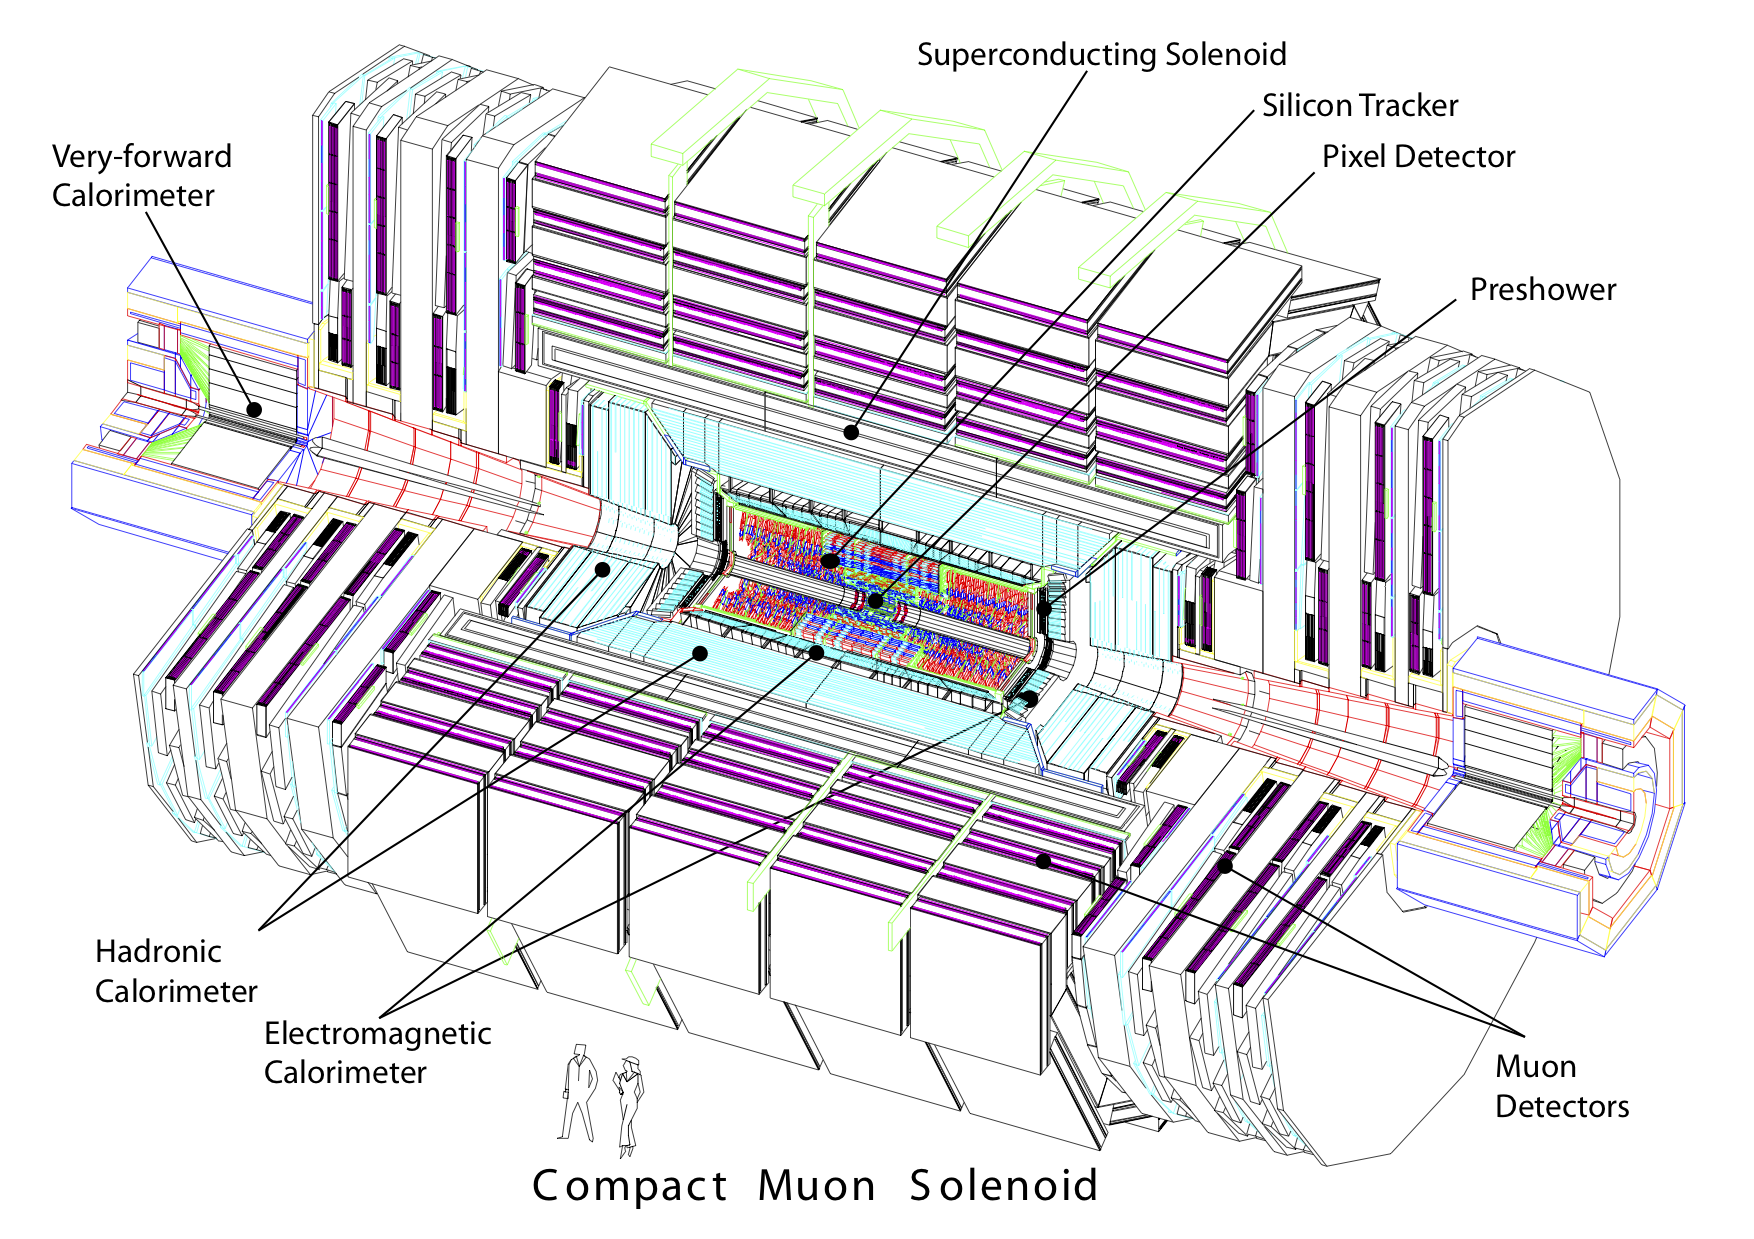 Superconducting Solenoid
Silicon Tracker
Pixel Detector
Very-forward
Calorimeter
Preshower
Hadronic
Calorimeter
Electromagnetic
Calorimeter
Muon
Detectors
Compact Muon Solenoid